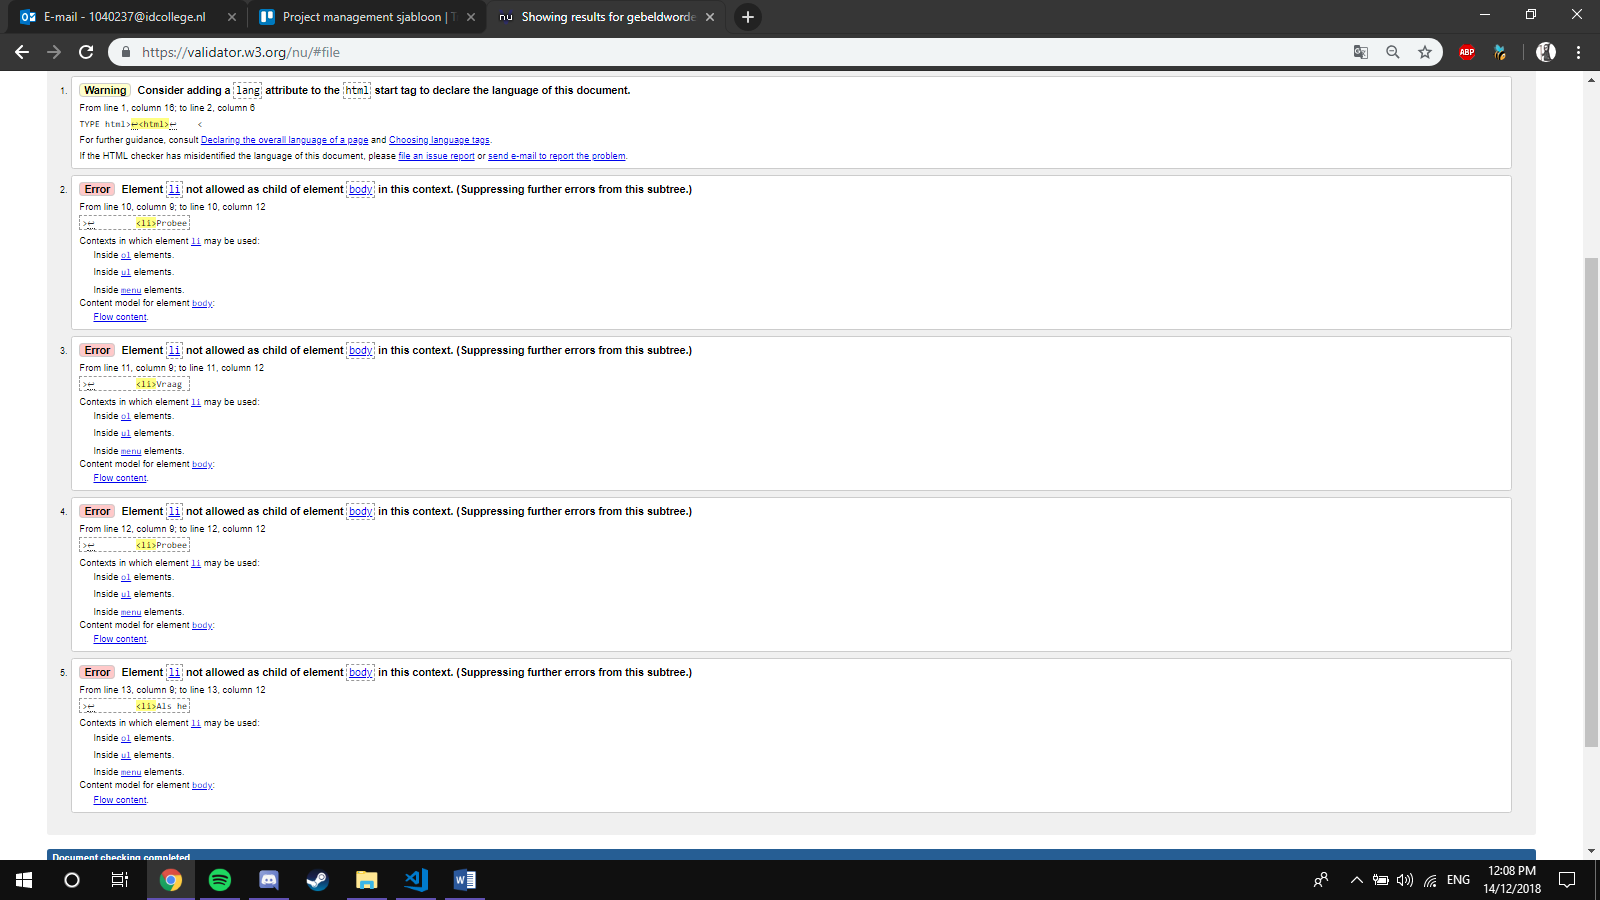 E-mail - 1040237@idcollege.nl
Project management sjabloon | T
nu Showing results for gebeldworde
https://validator.w3.org/nu/#file
ABP
1. Warning Consider adding a lang attribute to the html start tag to declare the language of this document.
From line 1, column 16; to line 2, column 6
TYPE html>↩<html>↩    <
For further guidance, consult Declaring the overall language of a page and Choosing language tags.
If the HTML checker has misidentified the language of this document, please file an issue report or send e-mail to report the problem.
2. Error Element li not allowed as child of element body in this context. (Suppressing further errors from this subtree.)
From line 10, column 9; to line 10, column 12
>↩        <li>Probee
Contexts in which element li may be used:
Inside ol elements.
Inside ul elements.
Inside menu elements.
Content model for element body:
Flow content.
3. Error Element li not allowed as child of element body in this context. (Suppressing further errors from this subtree.)
From line 11, column 9; to line 11, column 12
>↩        <li>Vraag
Contexts in which element li may be used:
Inside ol elements.
Inside ul elements.
Inside menu elements.
Content model for element body:
Flow content.
4. Error Element li not allowed as child of element body in this context. (Suppressing further errors from this subtree.)
From line 12, column 9; to line 12, column 12
>↩        <li>Probee
Contexts in which element li may be used:
Inside ol elements.
Inside ul elements.
Inside menu elements.
Content model for element body:
Flow content.
5. Error Element li not allowed as child of element body in this context. (Suppressing further errors from this subtree.)
From line 13, column 9; to line 13, column 12
>↩        <li>Als he
Contexts in which element li may be used:
Inside ol elements.
Inside ul elements.
Inside menu elements.
Content model for element body:
Flow content.
Document checking completed
ENG
12:08 PM
14/12/2018